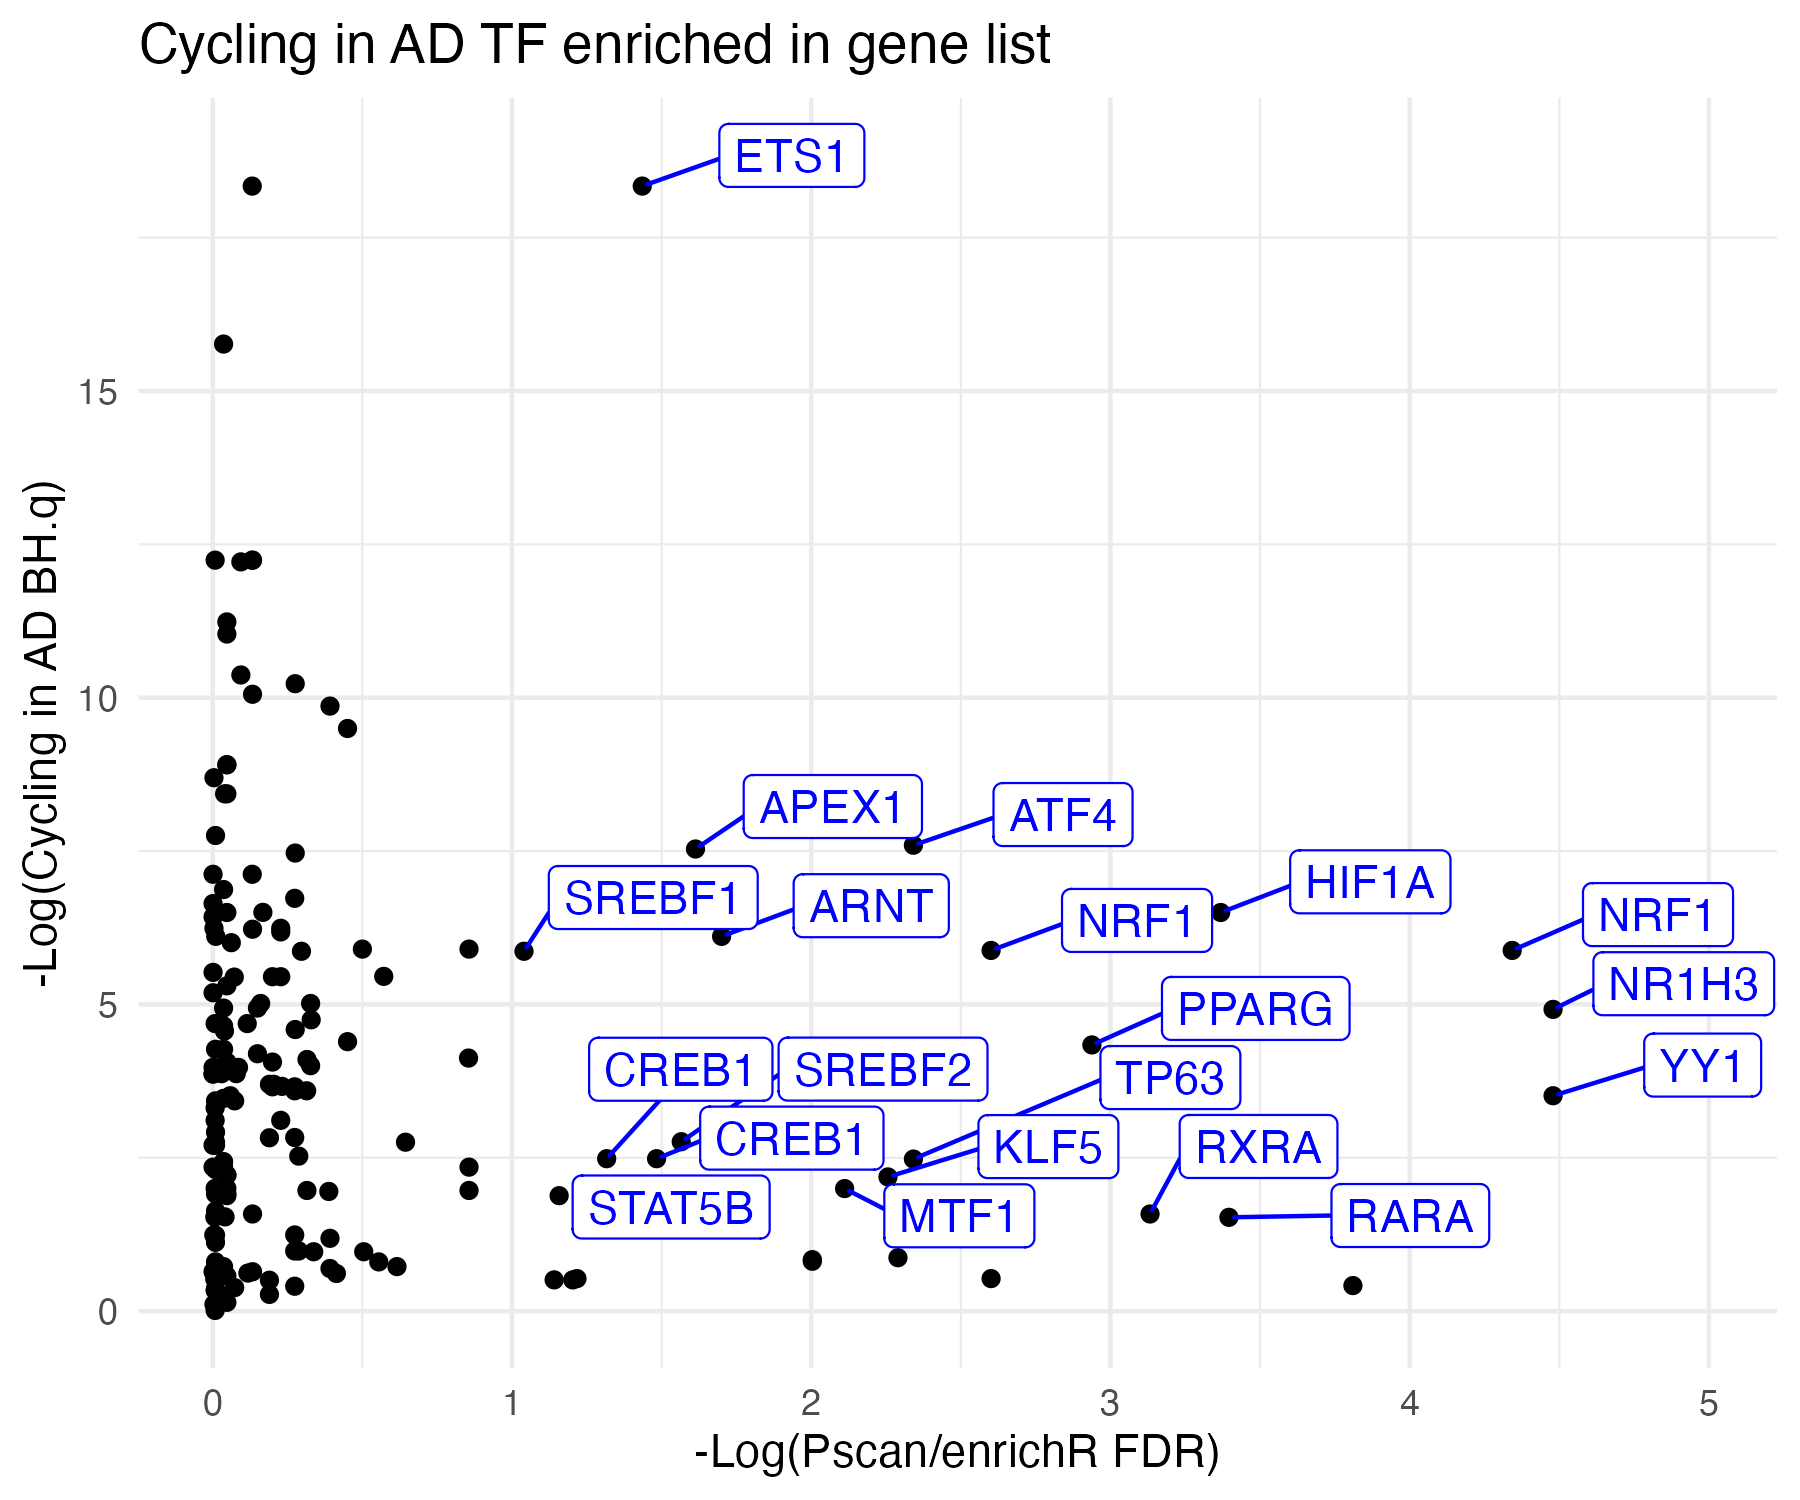 Cycling in AD TF enriched in gene list
-Log(Cycling in AD BH.q)
15
10
5
0
ETS1
APEX1
ATF4
SREBF1
ARNT
HIF1A
NRF1
NRF1
NR1H3
PPARG
YY1
CREB1
SREBF2
TP63
CREB1
KLF5
RXRA
STAT5B
MTF1
RARA
0 1 2 3 4 5
-Log(Pscan/enrichR FDR)